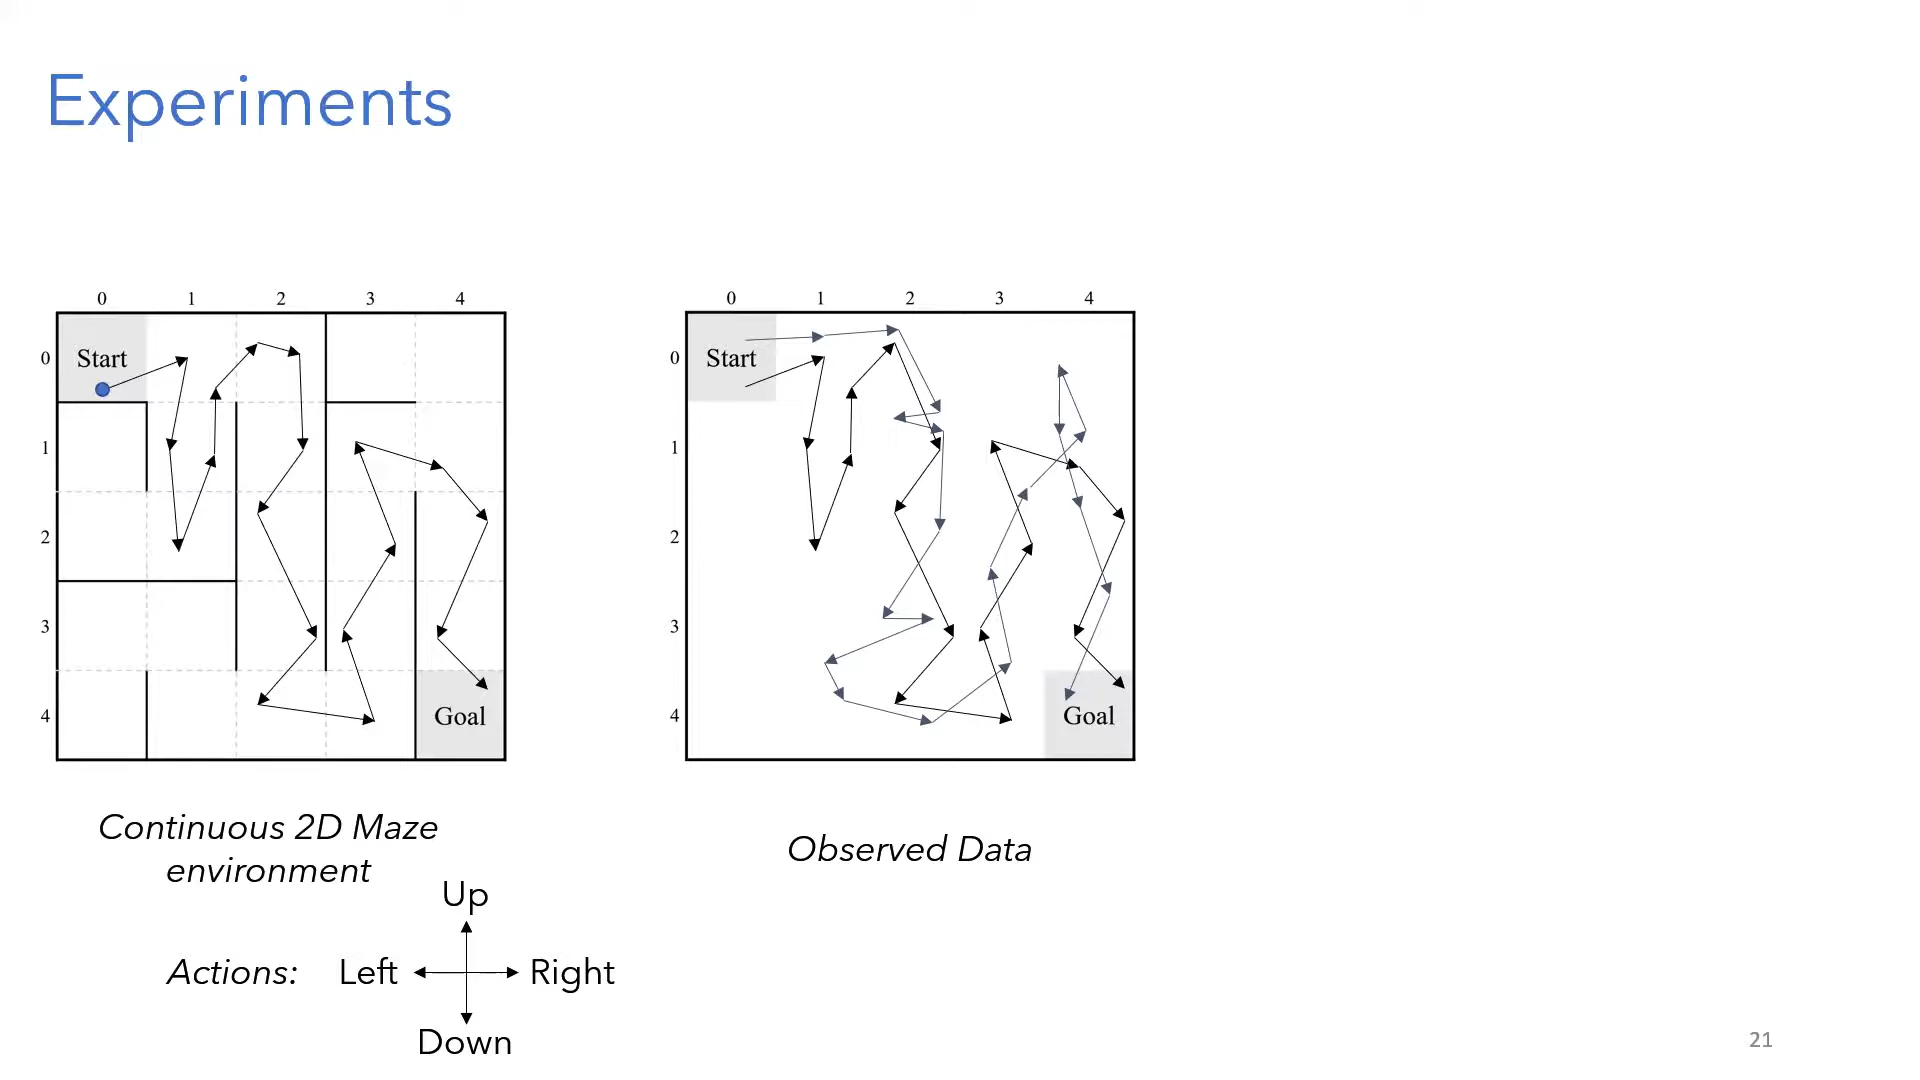 Experiments
0 1 2 3 4
0 Start
1
2
3
4 Goal
Continuous 2D Maze
environment
0 1 2 3 4
0 Start
1
2
3
4 Goal
Observed Data
Up
Actions: Left Right
Down
21